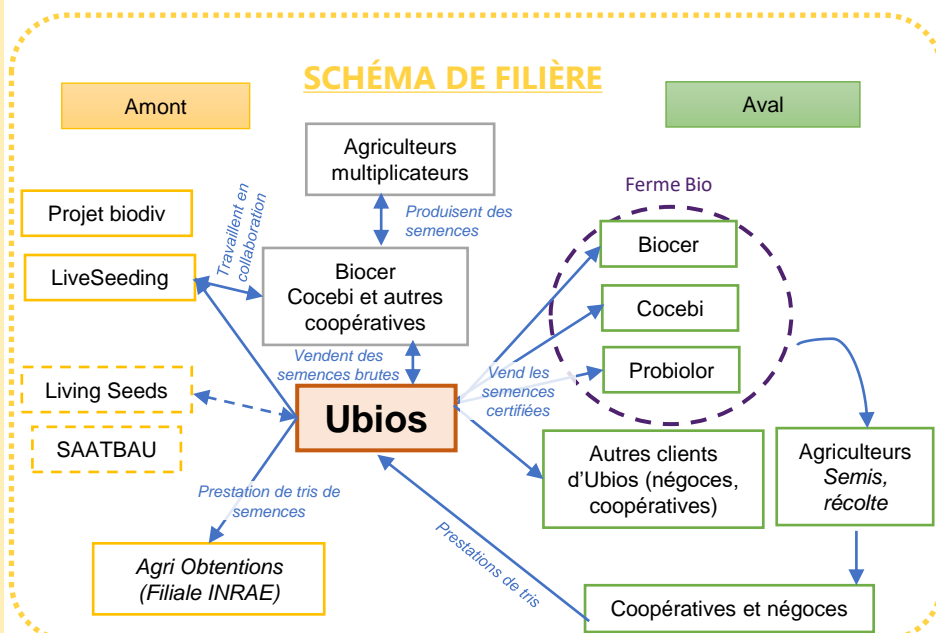 SCHÉMA DE FILIÈRE
Amont
Aval
Agriculteurs
multiplicateurs
Ferme Bio
Projet biodiv
Produisent des
semences
Travaillent en
collaboration
Biocer
LiveSeeding
Biocer
Cocebi et autres
coopératives
Cocebi
Vendent des
semences brutes
Probiolor
Vend les
semences
certifiées
Living Seeds
Ubios
SAATBAU
Autres clients
d'Ubios (négoces,
coopératives)
Agriculteurs
Semis,
récolte
Prestation de tris de
semences
Prestations de tris
Agri Obtentions
(Filiale INRAE)
Coopératives et négoces